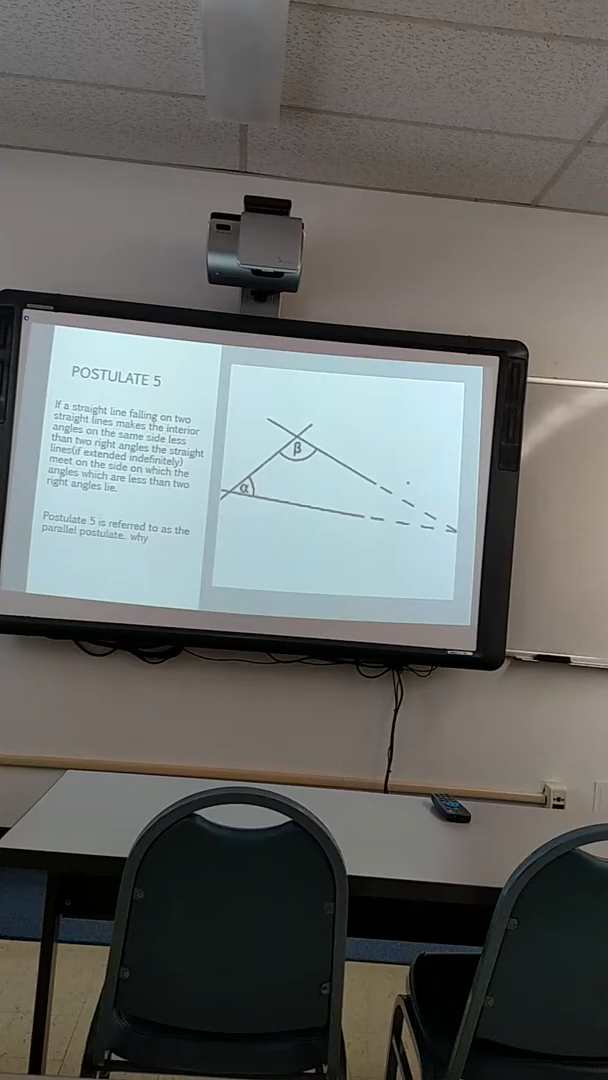 POSTULATE 5
If a straight line falling on two
straight lines makes the interior
angles on the same side less
than two right angles the straight
lines(if extended indefinitely)
meet on the side on which the
angles which are less than two
right angles lie.
Postulate 5 is referred to as the
parallel postulate. why
β
α